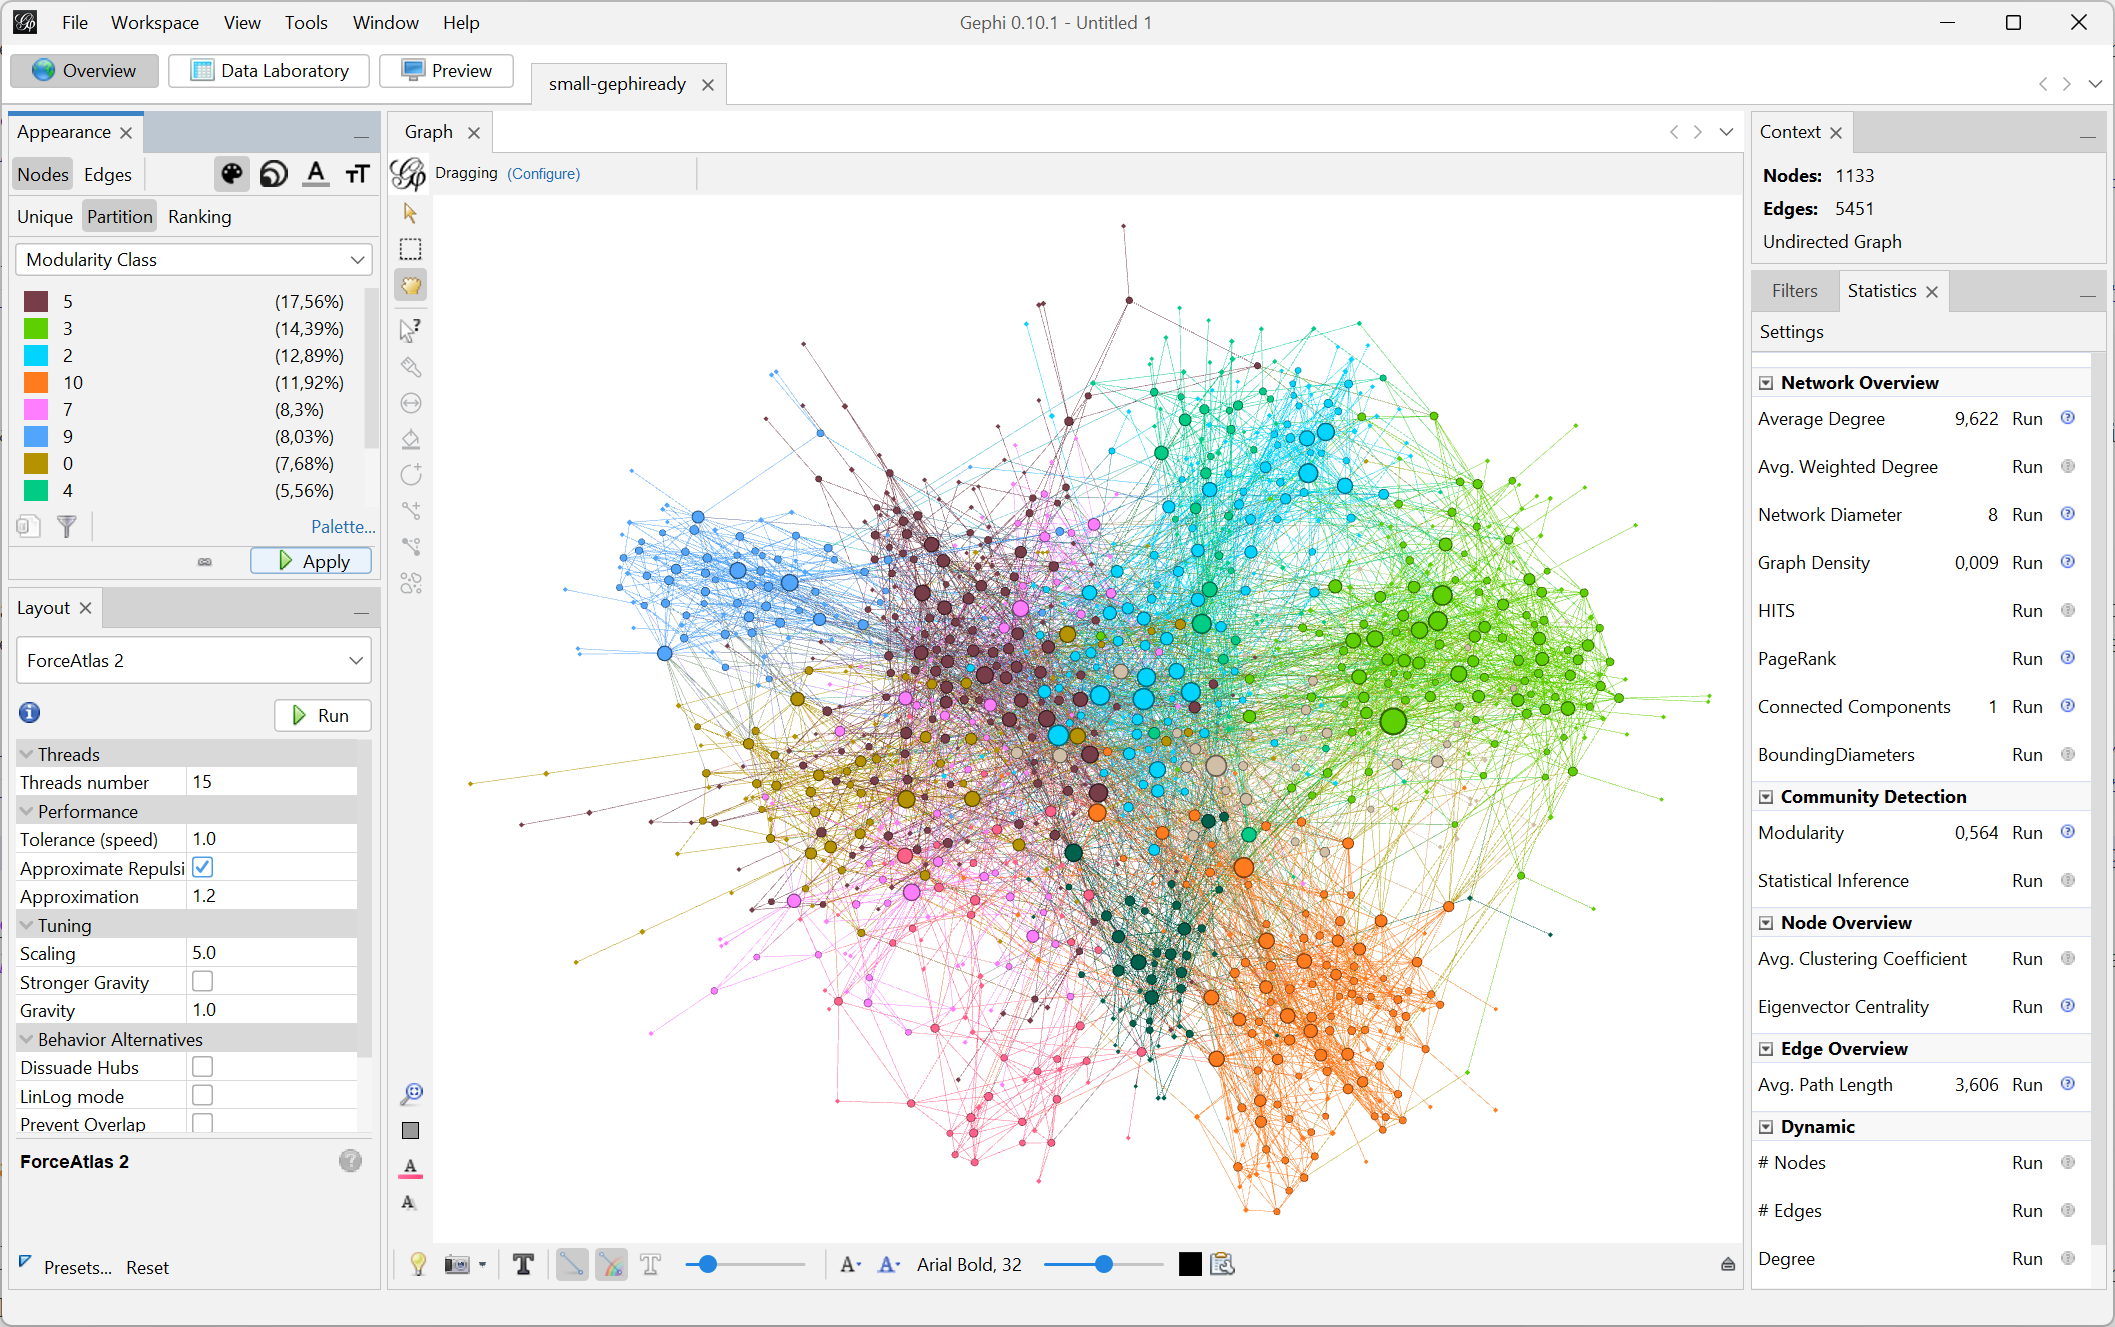 File Workspace View Tools Window Help
Gephi 0.10.1 - Untitled 1
Overview Data Laboratory Preview
small-gephiready
Appearance
Nodes Edges
Unique Partition Ranking
Modularity Class
5 (17,56%)
3 (14,39%)
2 (12,89%)
10 (11,92%)
7 (8,3%)
9 (8,03%)
0 (7,68%)
4 (5,56%)
Palette...
Apply
Layout
ForceAtlas 2
Run
Threads
Threads number 15
Performance
Tolerance (speed) 1.0
Approximate Repulsi
Approximation 1.2
Tuning
Scaling 5.0
Stronger Gravity
Gravity 1.0
Behavior Alternatives
Dissuade Hubs
LinLog mode
Prevent Overlap
ForceAtlas 2
Presets... Reset
Graph
Dragging (Configure)
Arial Bold, 32
Context
Nodes: 1133
Edges: 5451
Undirected Graph
Filters Statistics
Settings
Network Overview
Average Degree 9,622 Run
Avg. Weighted Degree Run
Network Diameter 8 Run
Graph Density 0,009 Run
HITS Run
PageRank Run
Connected Components 1 Run
BoundingDiameters Run
Community Detection
Modularity 0,564 Run
Statistical Inference Run
Node Overview
Avg. Clustering Coefficient Run
Eigenvector Centrality Run
Edge Overview
Avg. Path Length 3,606 Run
Dynamic
# Nodes Run
# Edges Run
Degree Run